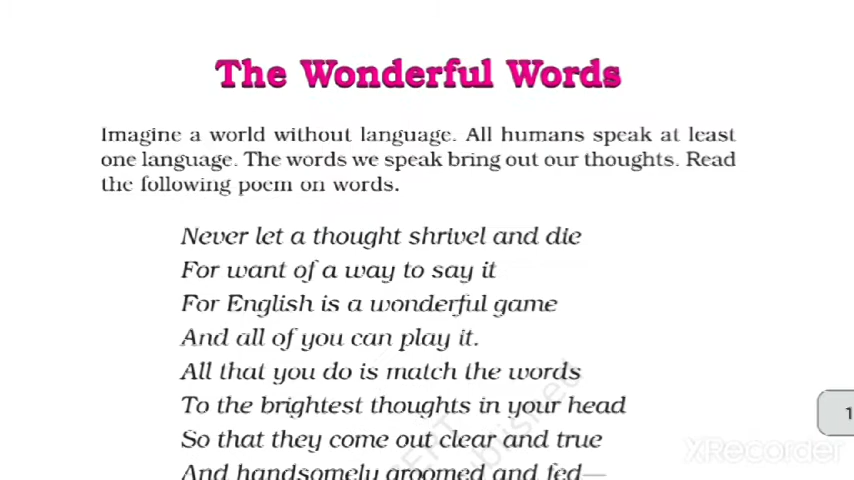 The Wonderful Words
Imagine a world without language. All humans speak at least
one language. The words we speak bring out our thoughts. Read
the following poem on words.
Never let a thought shrivel and die
For want of a way to say it
For English is a wonderful game
And all of you can play it.
All that you do is match the words
To the brightest thoughts in your head
So that they come out clear and true
And handsomely groomed and fed—
1
XRecorder